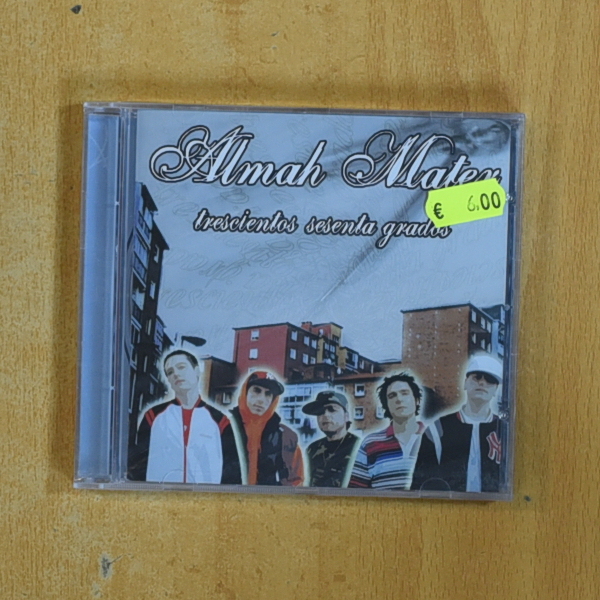 Almah Mater
€ 6.00
trescientos sesenta grados